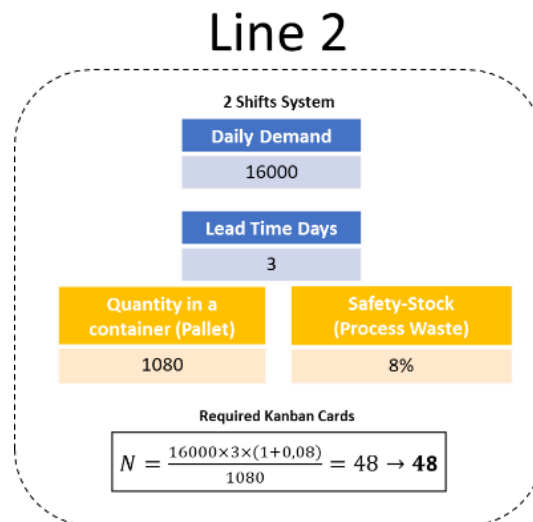 Line 2
2 Shifts System
Daily Demand
16000
Lead Time Days
3
Quantity in a
container (Pallet)
1080
Safety-Stock
(Process Waste)
8%
Required Kanban Cards
N = \frac{16000×3×(1+0,08)}{1080} = 48 → 48